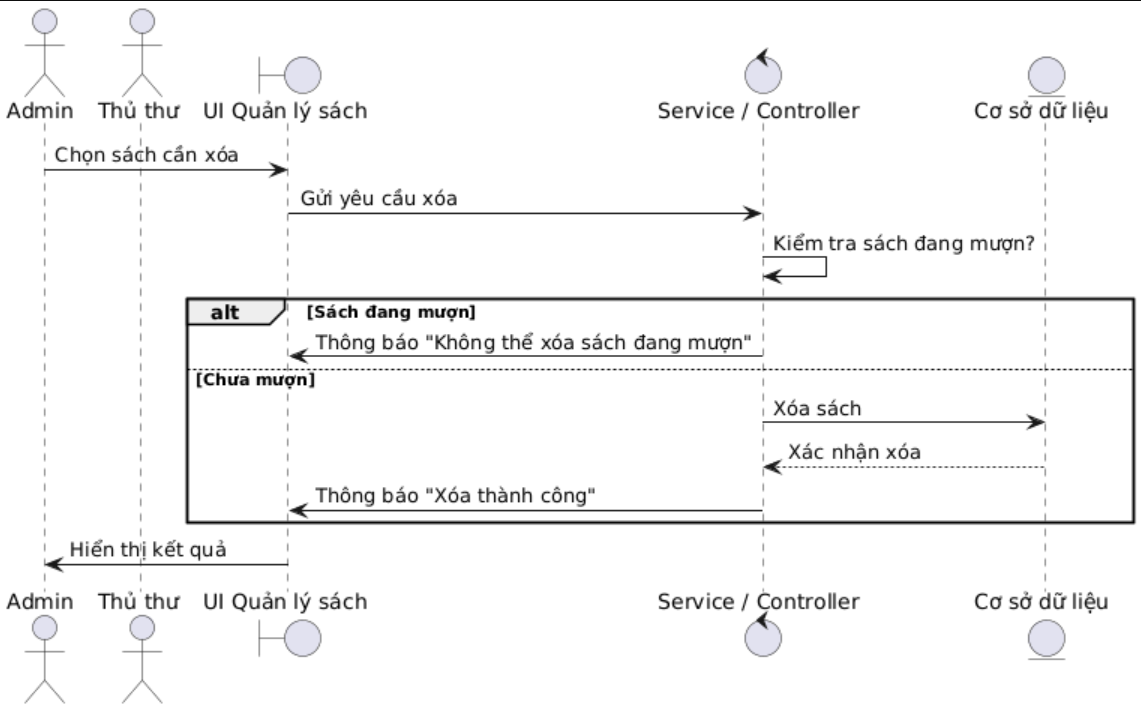 Admin Thủ thư UI Quản lý sách Service / Controller Cơ sở dữ liệu
Chọn sách cần xóa
Gửi yêu cầu xóa
Kiểm tra sách đang mượn?
alt [Sách đang mượn]
Thông báo "Không thể xóa sách đang mượn"
[Chưa mượn]
Xóa sách
Xác nhận xóa
Thông báo "Xóa thành công"
Hiển thị kết quả
Admin Thủ thư UI Quản lý sách Service / Controller Cơ sở dữ liệu